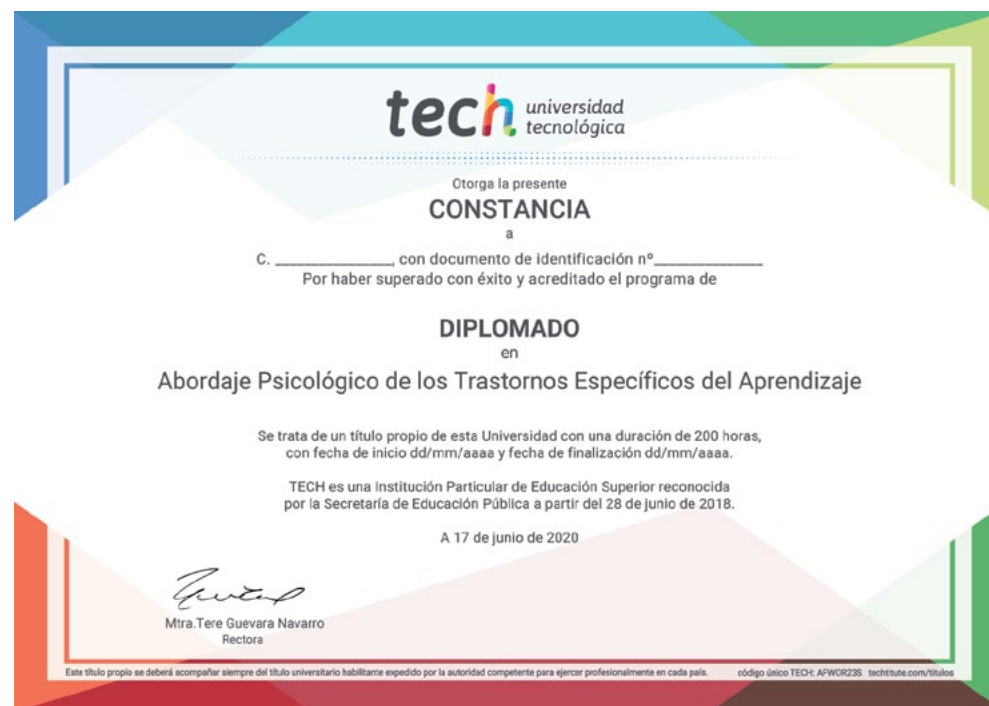 tech universidad
tecnológica
Otorga la presente
CONSTANCIA
a
C. ________________, con documento de identificación nº_______________
Por haber superado con éxito y acreditado el programa de
DIPLOMADO
en
Abordaje Psicológico de los Trastornos Específicos del Aprendizaje
Se trata de un título propio de esta Universidad con una duración de 200 horas,
con fecha de inicio dd/mm/aaaa y fecha de finalización dd/mm/aaaa.
TECH es una Institución Particular de Educación Superior reconocida
por la Secretaría de Educación Pública a partir del 28 de junio de 2018.
A 17 de junio de 2020
Mtra.Tere Guevara Navarro
Rectora
Este título propio se deberá acompañar siempre del título universitario habilitante expedido por la autoridad competente para ejercer profesionalmente en cada país. código único TECH: AFWOR23S techtitute.com/titulos